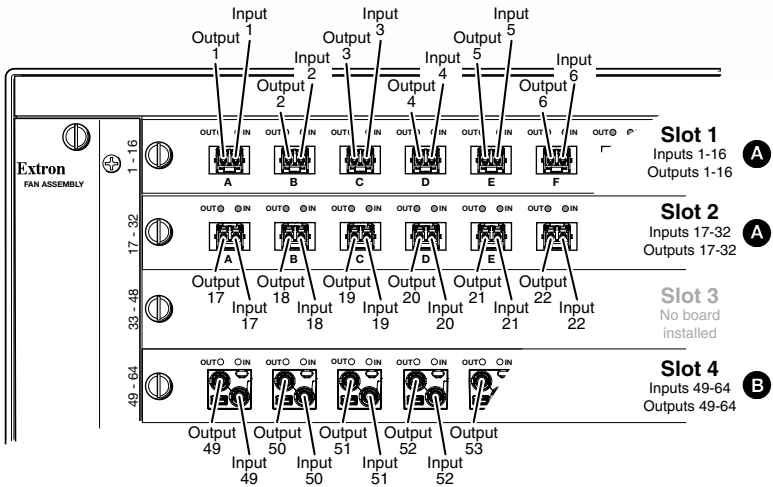 Input 1
Output 1
Input 2
Output 2
Input 3
Output 3
Input 4
Output 4
Input 5
Output 5
Input 6
Output 6
Extron
FAN ASSEMBLY
1 - 16
OUT IN
OUT IN
OUT IN
OUT IN
OUT IN
OUT IN
OUT
A
B
C
D
E
F
Slot 1
Inputs 1-16
Outputs 1-16
A
17 - 32
OUT IN
OUT IN
OUT IN
OUT IN
OUT IN
OUT IN
A
B
C
D
E
Slot 2
Inputs 17-32
Outputs 17-32
A
Output 17
Input 17
Output 18
Input 18
Output 19
Input 19
Output 20
Input 20
Output 21
Input 21
Output 22
Input 22
33 - 48
Slot 3
No board
installed
49 - 64
OUT IN
OUT IN
OUT IN
OUT IN
OUT IN
Slot 4
Inputs 49-64
Outputs 49-64
B
Output 49
Input 49
Output 50
Input 50
Output 51
Input 51
Output 52
Input 52
Output 53